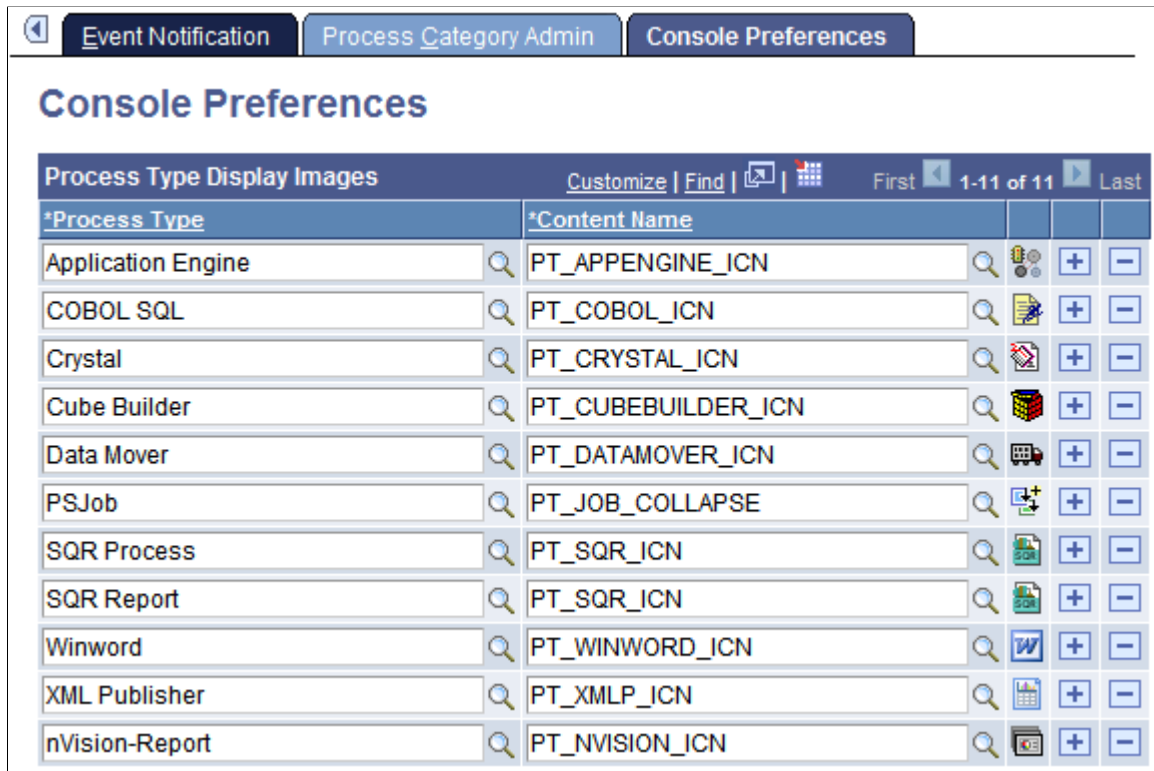 Event Notification Process Category Admin Console Preferences
Console Preferences
Process Type Display Images Customize | Find | | First 1-11 of 11 Last
*Process Type *Content Name
Application Engine PT_APPENGINE_ICN
COBOL SQL PT_COBOL_ICN
Crystal PT_CRYSTAL_ICN
Cube Builder PT_CUBEBUILDER_ICN
Data Mover PT_DATAMOVER_ICN
PSJob PT_JOB_COLLAPSE
SQR Process PT_SQR_ICN SQR
SQR Report PT_SQR_ICN SQR
Winword PT_WINWORD_ICN W
XML Publisher PT_XMLP_ICN
nVision-Report PT_NVISION_ICN